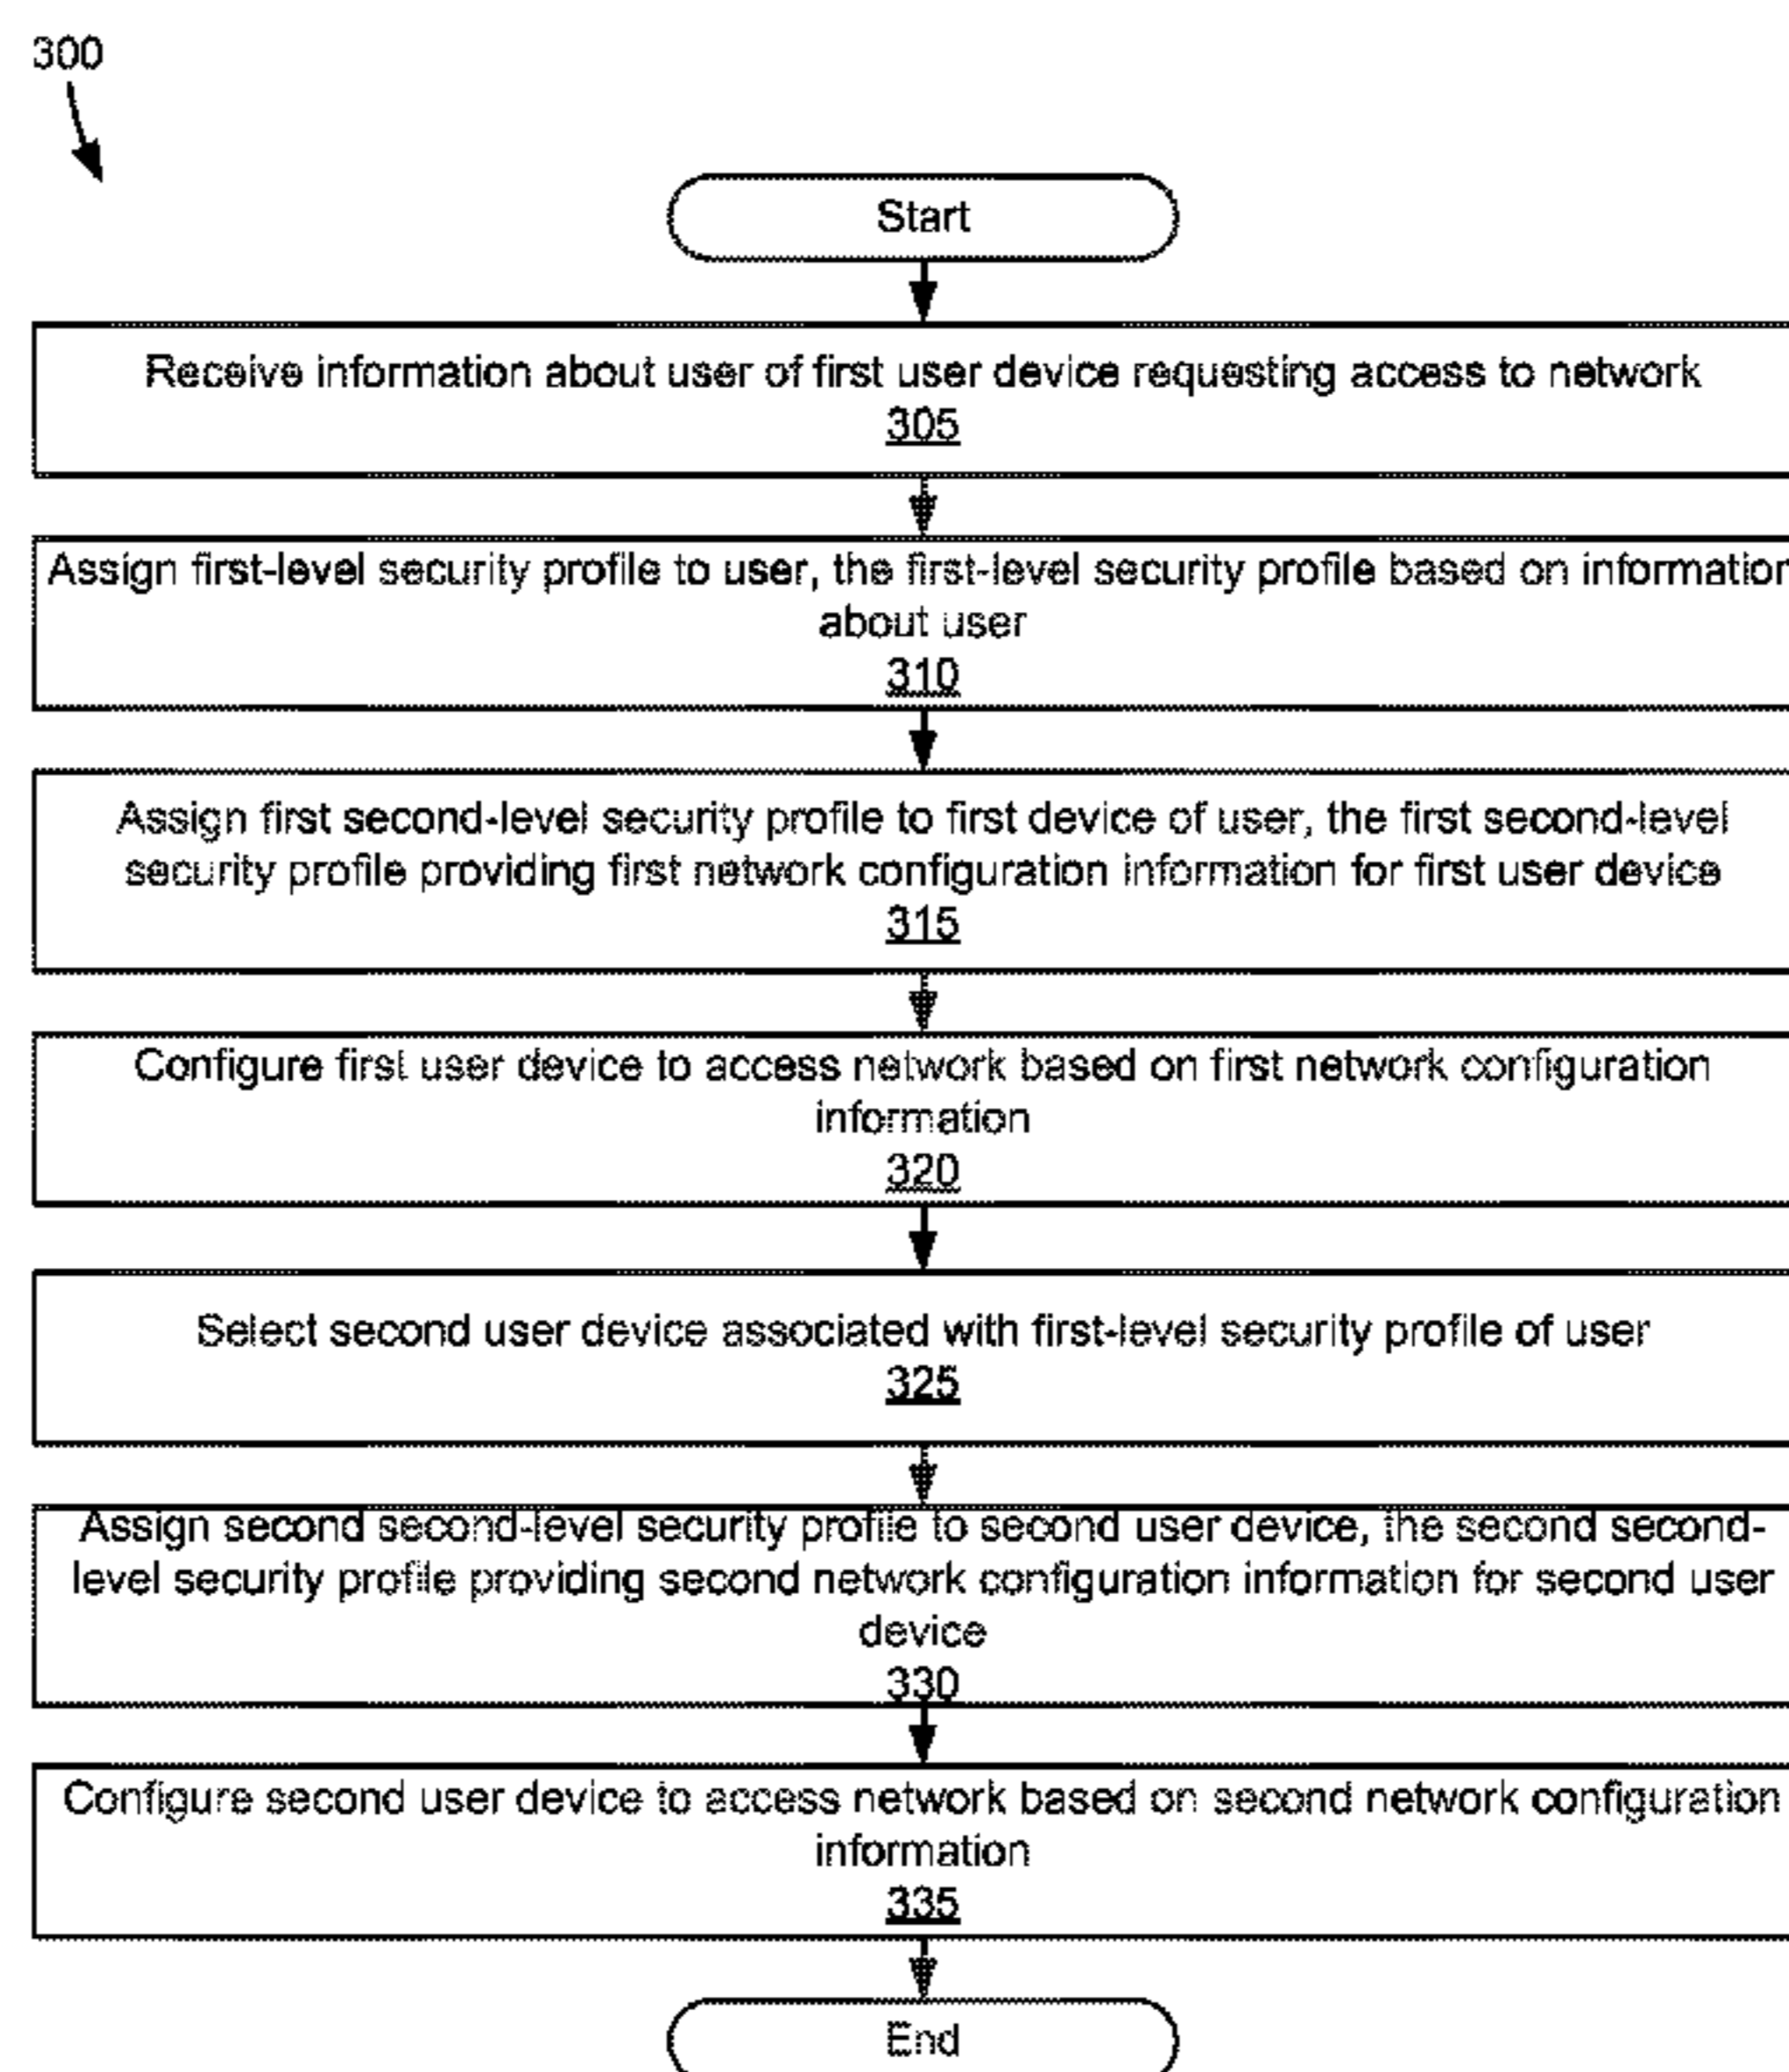 300
Start
Receive information about user of first user device requesting access to network
305
Assign first-level security profile to user, the first-level security profile based on information
about user
310
Assign first second-level security profile to first device of user, the first second-level
security profile providing first network configuration information for first user device
315
Configure first user device to access network based on first network configuration
information
320
Select second user device associated with first-level security profile of user
325
Assign second second-level security profile to second user device, the second second-
level security profile providing second network configuration information for second user
device
330
Configure second user device to access network based on second network configuration
information
335
End